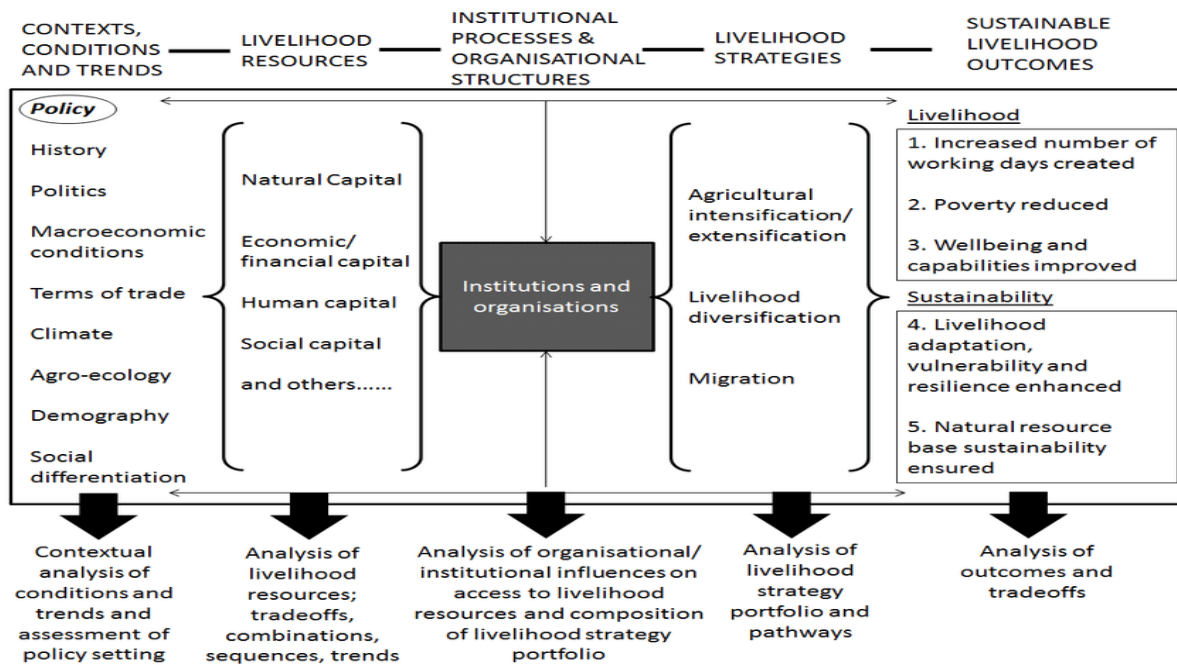 CONTEXTS,
CONDITIONS
AND TRENDS
LIVELIHOOD
RESOURCES
INSTITUTIONAL
PROCESSES &
ORGANISATIONAL
STRUCTURES
LIVELIHOOD
STRATEGIES
SUSTAINABLE
LIVELIHOOD
OUTCOMES
Policy
History
Politics
Macroeconomic
conditions
Terms of trade
Climate
Agro-ecology
Demography
Social
differentiation
Natural Capital
Economic/
financial capital
Human capital
Social capital
and others......
Institutions and
organisations
Agricultural
intensification/
extensification
Livelihood
diversification
Migration
Livelihood
1. Increased number of
working days created
2. Poverty reduced
3. Wellbeing and
capabilities improved
Sustainability
4. Livelihood
adaptation,
vulnerability and
resilience enhanced
5. Natural resource
base sustainability
ensured
Contextual
analysis of
conditions and
trends and
assessment of
policy setting
Analysis of
livelihood
resources;
tradeoffs,
combinations,
sequences, trends
Analysis of organisational/
institutional influences on
access to livelihood
resources and composition
of livelihood strategy
portfolio
Analysis of
livelihood
strategy
portfolio and
pathways
Analysis of
outcomes and
tradeoffs